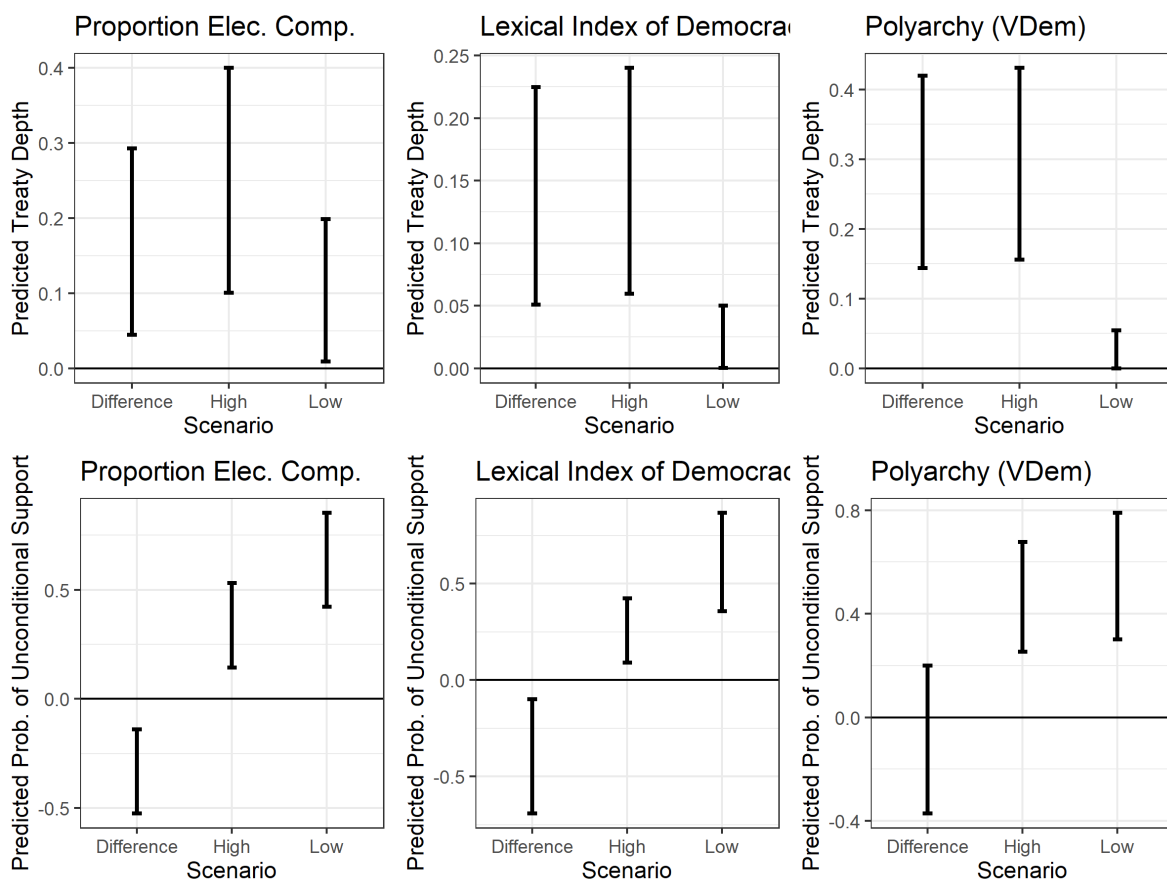 Proportion Elec. Comp.
Predicted Treaty Depth
0.4
0.3
0.2
0.1
0.0
Difference High Low
Scenario
Lexical Index of Democra
Predicted Treaty Depth
0.25
0.20
0.15
0.10
0.05
0.00
Difference High Low
Scenario
Polyarchy (VDem)
Predicted Treaty Depth
0.4
0.3
0.2
0.1
0.0
Difference High Low
Scenario
Proportion Elec. Comp.
Predicted Prob. of Unconditional Support
0.5
0.0
-0.5
Difference High Low
Scenario
Lexical Index of Democrac
Predicted Prob. of Unconditional Support
0.5
0.0
-0.5
Difference High Low
Scenario
Polyarchy (VDem)
Predicted Prob. of Unconditional Support
0.8
0.4
0.0
-0.4
Difference High Low
Scenario